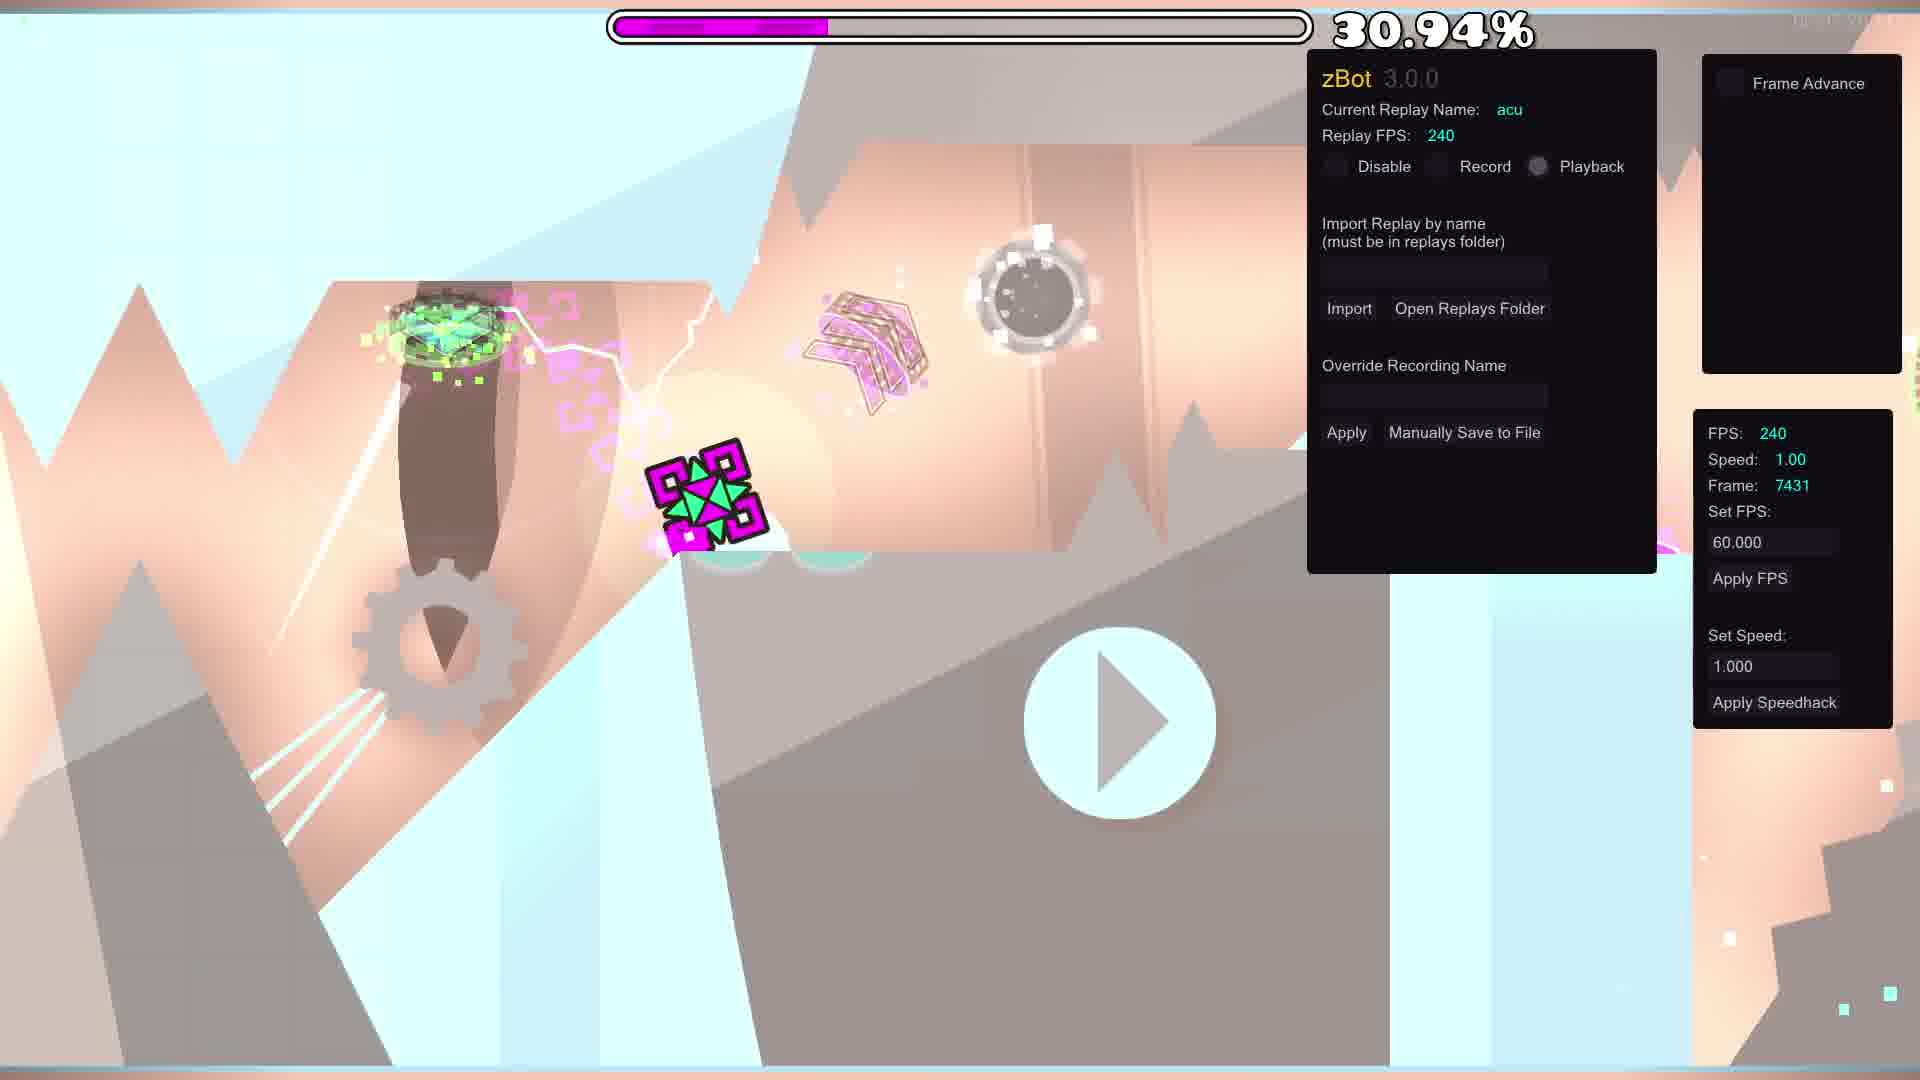 30.94%
zBot 3.0.0
Current Replay Name: acu
Replay FPS: 240
Disable Record Playback
Import Replay by name
(must be in replays folder)
Import Open Replays Folder
Override Recording Name
Apply Manually Save to File
Frame Advance
FPS: 240
Speed: 1.00
Frame: 7431
Set FPS:
60.000
Apply FPS
Set Speed:
1.000
Apply Speedhack